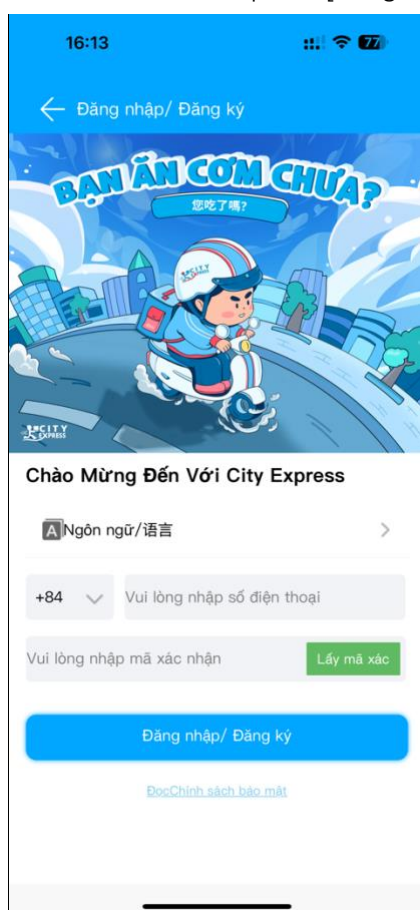 16:13
77
Đăng nhập/ Đăng ký
BẠN ĂN CƠM CHƯA?
您吃了嗎?
CITY
EXPRESS
CITY
EXPRESS
Chào Mừng Đến Với City Express
A Ngôn ngữ/语言
+84
Vui lòng nhập số điện thoại
Vui lòng nhập mã xác nhận
Lấy mã xác
Đăng nhập/ Đăng ký
ĐọcChính sách bảo mật